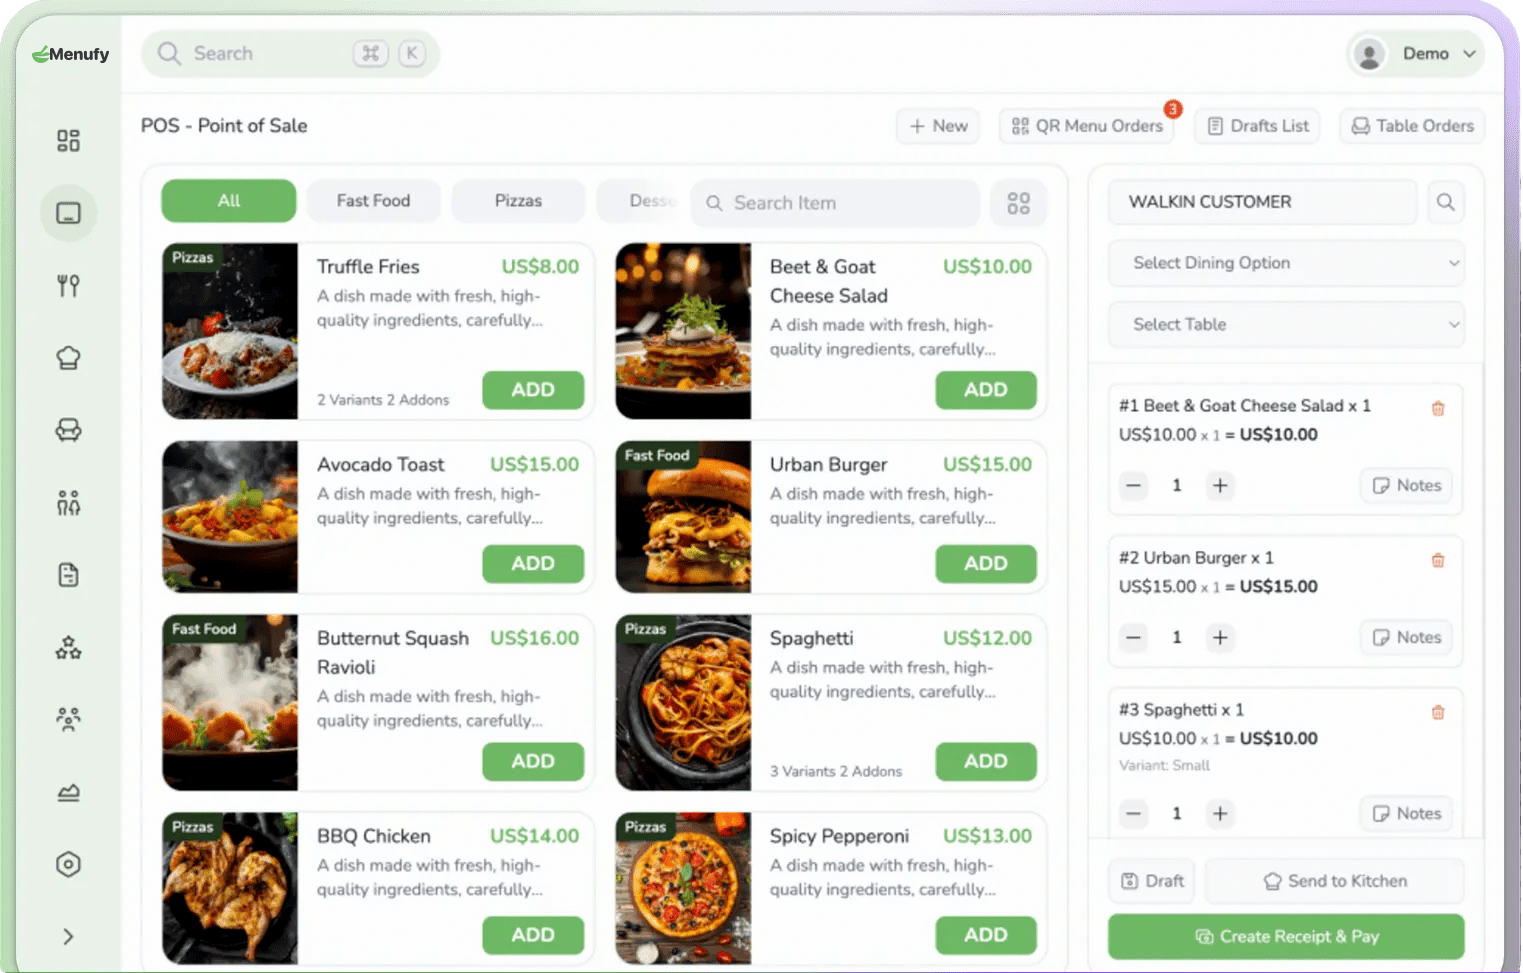 Menufy
Search
K
Demo
POS - Point of Sale
+ New
QR Menu Orders
3
Drafts List
Table Orders
All
Fast Food
Pizzas
Desse
Search Item
Pizzas
Truffle Fries
US$8.00
A dish made with fresh, high-
quality ingredients, carefully...
2 Variants 2 Addons
ADD
Beet & Goat
Cheese Salad
US$10.00
A dish made with fresh, high-
quality ingredients, carefully...
ADD
Avocado Toast
US$15.00
A dish made with fresh, high-
quality ingredients, carefully...
ADD
Fast Food
Urban Burger
US$15.00
A dish made with fresh, high-
quality ingredients, carefully...
ADD
Fast Food
Butternut Squash
Ravioli
US$16.00
A dish made with fresh, high-
quality ingredients, carefully...
ADD
Pizzas
Spaghetti
US$12.00
A dish made with fresh, high-
quality ingredients, carefully...
3 Variants 2 Addons
ADD
Pizzas
BBQ Chicken
US$14.00
A dish made with fresh, high-
quality ingredients, carefully...
ADD
Pizzas
Spicy Pepperoni
US$13.00
A dish made with fresh, high-
quality ingredients, carefully...
ADD
WALKIN CUSTOMER
Select Dining Option
Select Table
#1 Beet & Goat Cheese Salad x 1
US$10.00 x 1 = US$10.00
1
Notes
#2 Urban Burger x 1
US$15.00 x 1 = US$15.00
1
Notes
#3 Spaghetti x 1
US$10.00 x 1 = US$10.00
Variant: Small
1
Notes
Draft
Send to Kitchen
Create Receipt & Pay